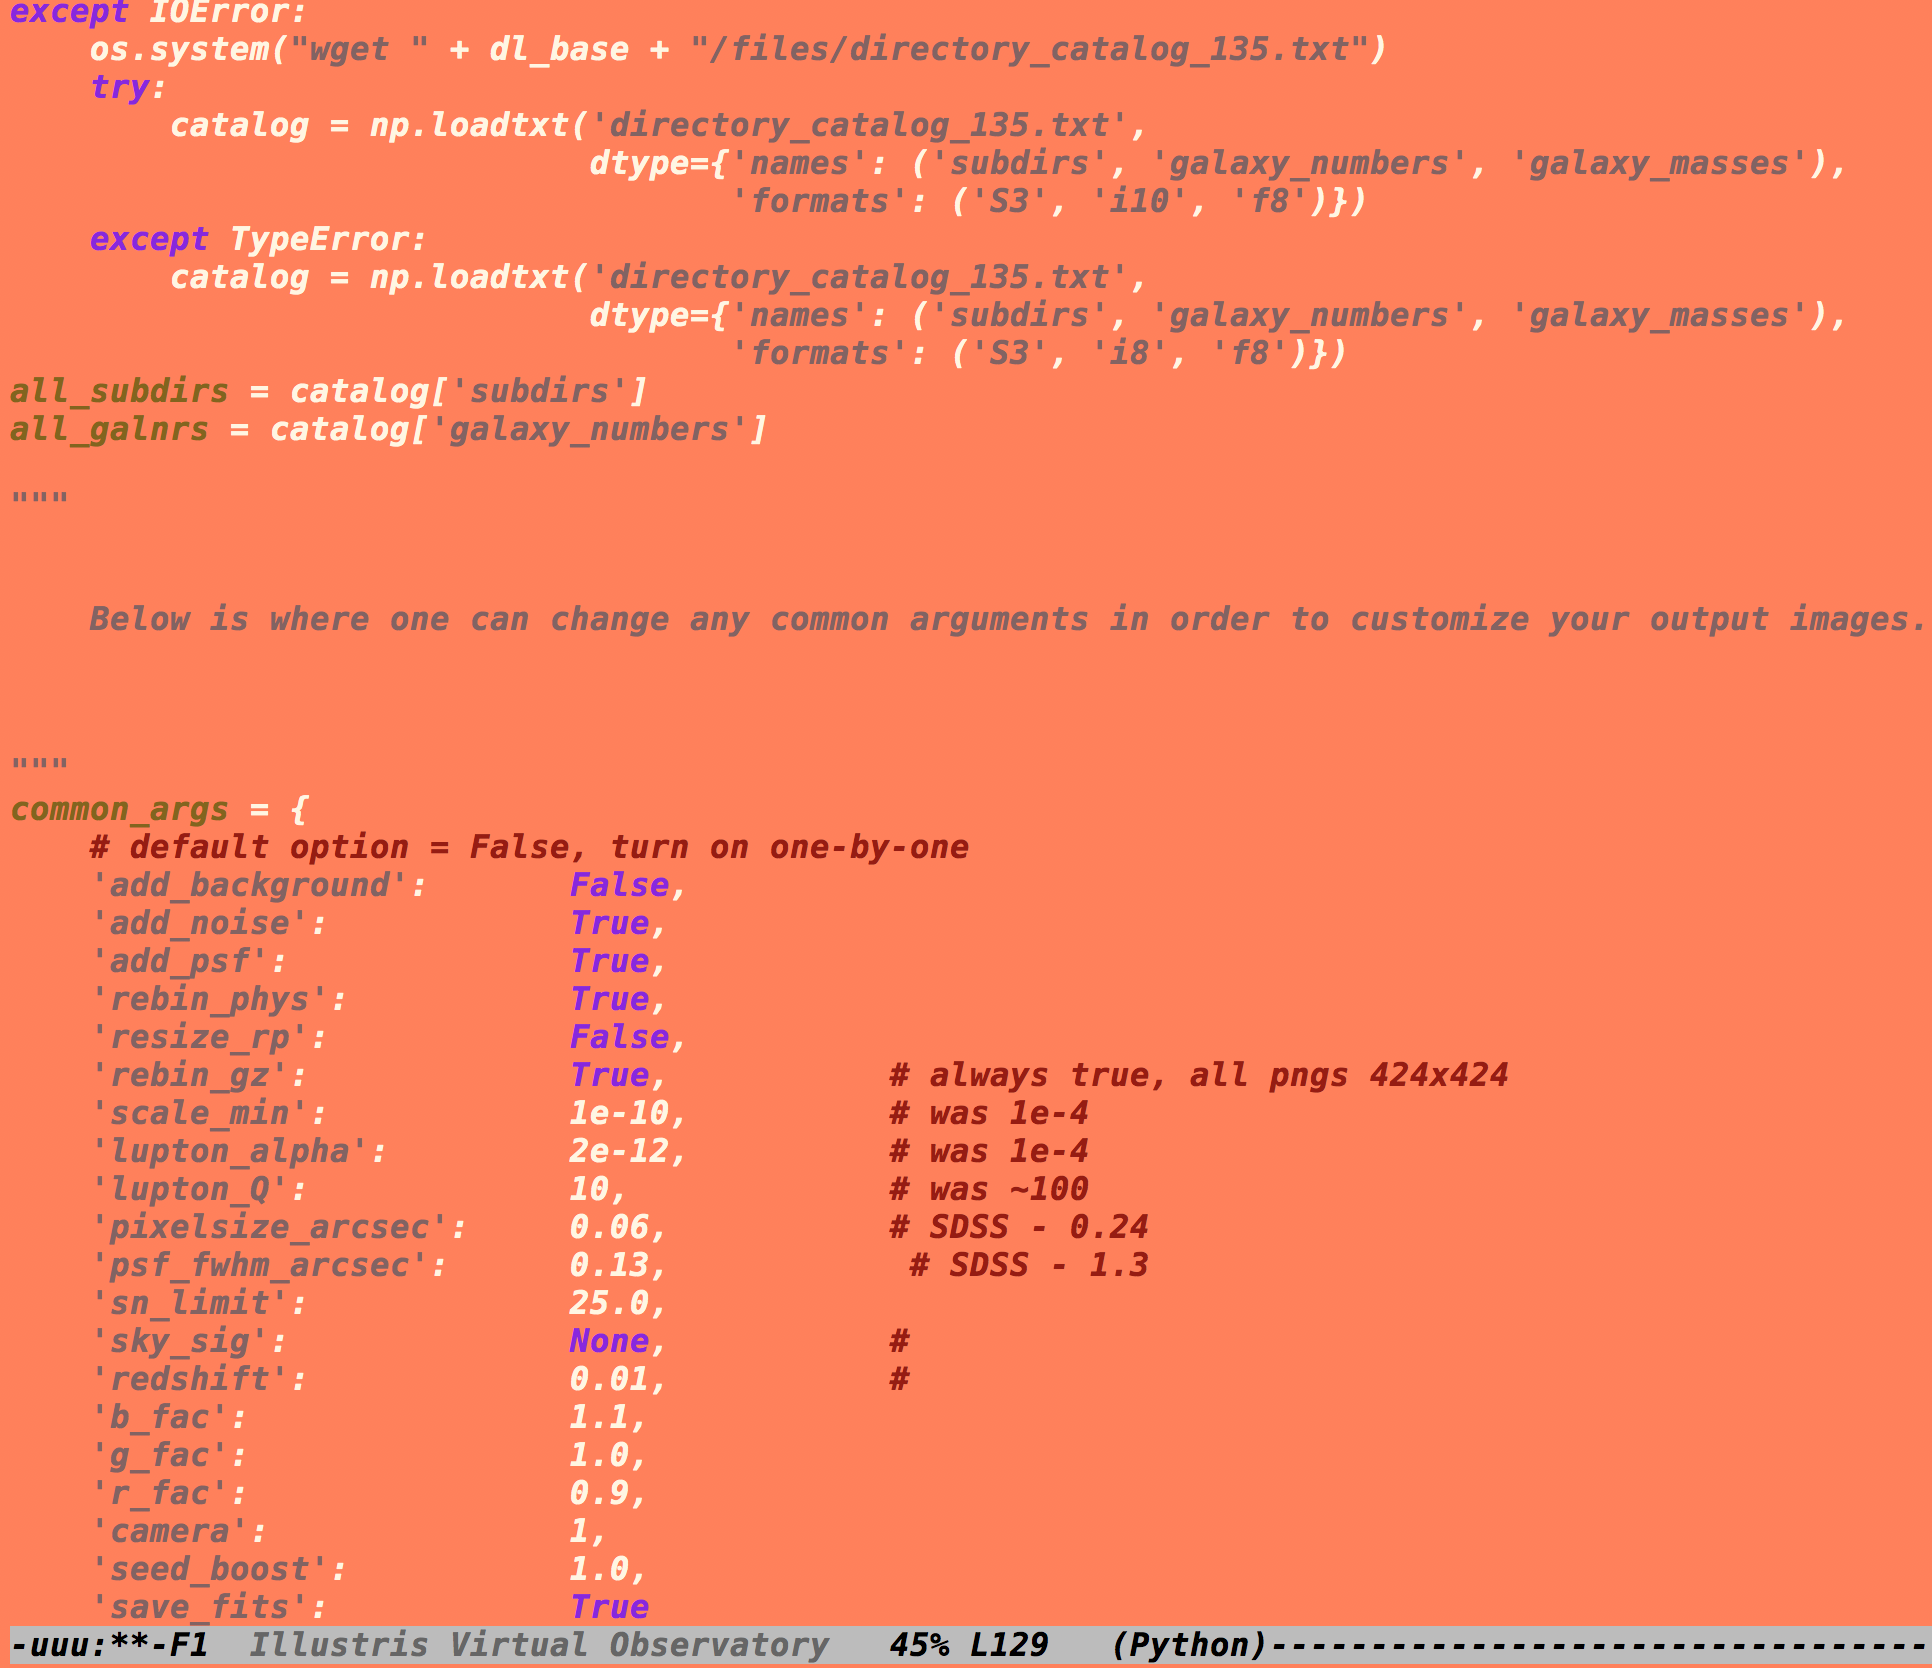 except IOError:
    os.system("wget " + dl_base + "/files/directory_catalog_135.txt")
    try:
        catalog = np.loadtxt('directory_catalog_135.txt',
                             dtype={'names': ('subdirs', 'galaxy_numbers', 'galaxy_masses'),
                                    'formats': ('S3', 'i10', 'f8')})
    except TypeError:
        catalog = np.loadtxt('directory_catalog_135.txt',
                             dtype={'names': ('subdirs', 'galaxy_numbers', 'galaxy_masses'),
                                    'formats': ('S3', 'i8', 'f8')})
all_subdirs = catalog['subdirs']
all_galnrs = catalog['galaxy_numbers']
"""
    Below is where one can change any common arguments in order to customize your output images.
"""
common_args = {
    # default option = False, turn on one-by-one
    'add_background':       False,
    'add_noise':            True,
    'add_psf':              True,
    'rebin_phys':           True,
    'resize_rp':            False,
    'rebin_gz':             True,           # always true, all pngs 424x424
    'scale_min':            1e-10,          # was 1e-4
    'lupton_alpha':         2e-12,          # was 1e-4
    'lupton_Q':             10,             # was ~100
    'pixelsize_arcsec':     0.06,           # SDSS - 0.24
    'psf_fwhm_arcsec':      0.13,            # SDSS - 1.3
    'sn_limit':             25.0,
    'sky_sig':              None,           #
    'redshift':             0.01,           #
    'b_fac':                1.1,
    'g_fac':                1.0,
    'r_fac':                0.9,
    'camera':               1,
    'seed_boost':           1.0,
    'save_fits':            True
-uuu:**-F1  Illustris Virtual Observatory   45% L129   (Python)---------------------------------